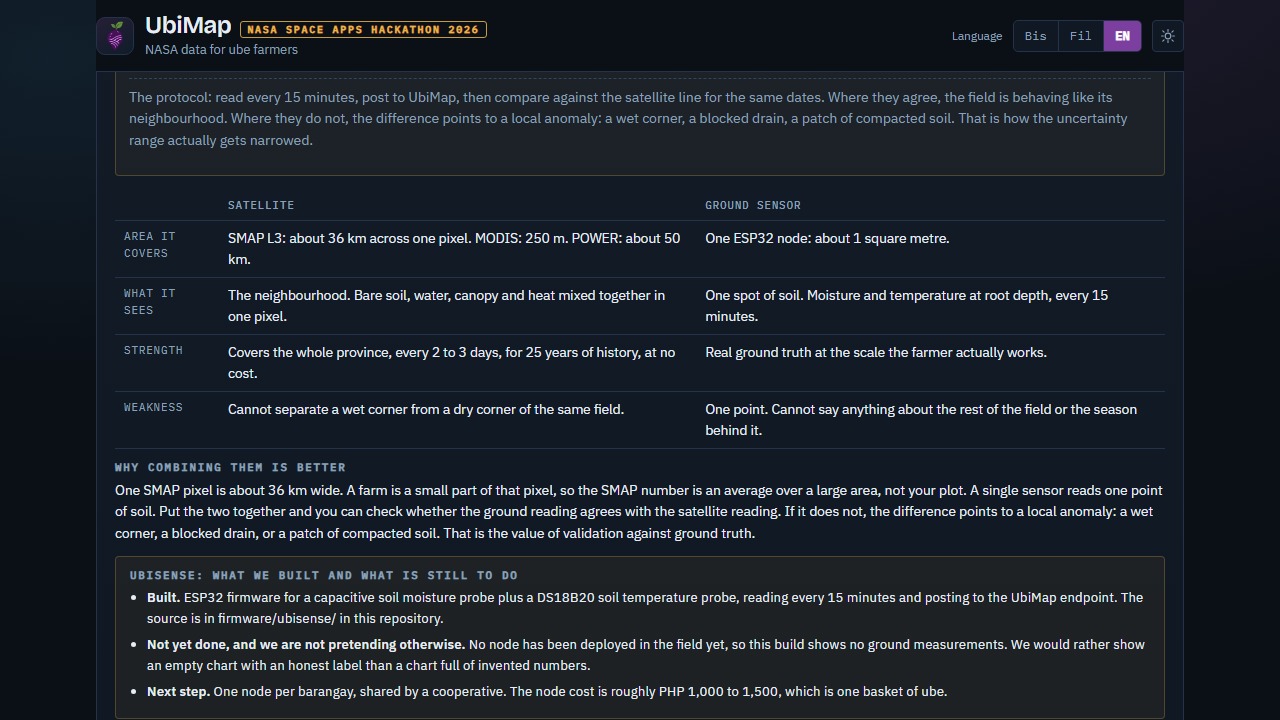 UbiMap NASA SPACE APPS HACKATHON 2026
NASA data for ube farmers
Language Bis Fil EN
The protocol: read every 15 minutes, post to UbiMap, then compare against the satellite line for the same dates. Where they agree, the field is behaving like its
neighbourhood. Where they do not, the difference points to a local anomaly: a wet corner, a blocked drain, a patch of compacted soil. That is how the uncertainty
range actually gets narrowed.
SATELLITE GROUND SENSOR
AREA IT
COVERS
SMAP L3: about 36 km across one pixel. MODIS: 250 m. POWER: about 50
km.
One ESP32 node: about 1 square metre.
WHAT IT
SEES
The neighbourhood. Bare soil, water, canopy and heat mixed together in
one pixel.
One spot of soil. Moisture and temperature at root depth, every 15
minutes.
STRENGTH
Covers the whole province, every 2 to 3 days, for 25 years of history, at no
cost.
Real ground truth at the scale the farmer actually works.
WEAKNESS
Cannot separate a wet corner from a dry corner of the same field.
One point. Cannot say anything about the rest of the field or the season
behind it.
WHY COMBINING THEM IS BETTER
One SMAP pixel is about 36 km wide. A farm is a small part of that pixel, so the SMAP number is an average over a large area, not your plot. A single sensor reads one point
of soil. Put the two together and you can check whether the ground reading agrees with the satellite reading. If it does not, the difference points to a local anomaly: a wet
corner, a blocked drain, or a patch of compacted soil. That is the value of validation against ground truth.
UBISENSE: WHAT WE BUILT AND WHAT IS STILL TO DO
• Built. ESP32 firmware for a capacitive soil moisture probe plus a DS18B20 soil temperature probe, reading every 15 minutes and posting to the UbiMap endpoint. The
source is in firmware/ubisense/ in this repository.
• Not yet done, and we are not pretending otherwise. No node has been deployed in the field yet, so this build shows no ground measurements. We would rather show
an empty chart with an honest label than a chart full of invented numbers.
• Next step. One node per barangay, shared by a cooperative. The node cost is roughly PHP 1,000 to 1,500, which is one basket of ube.